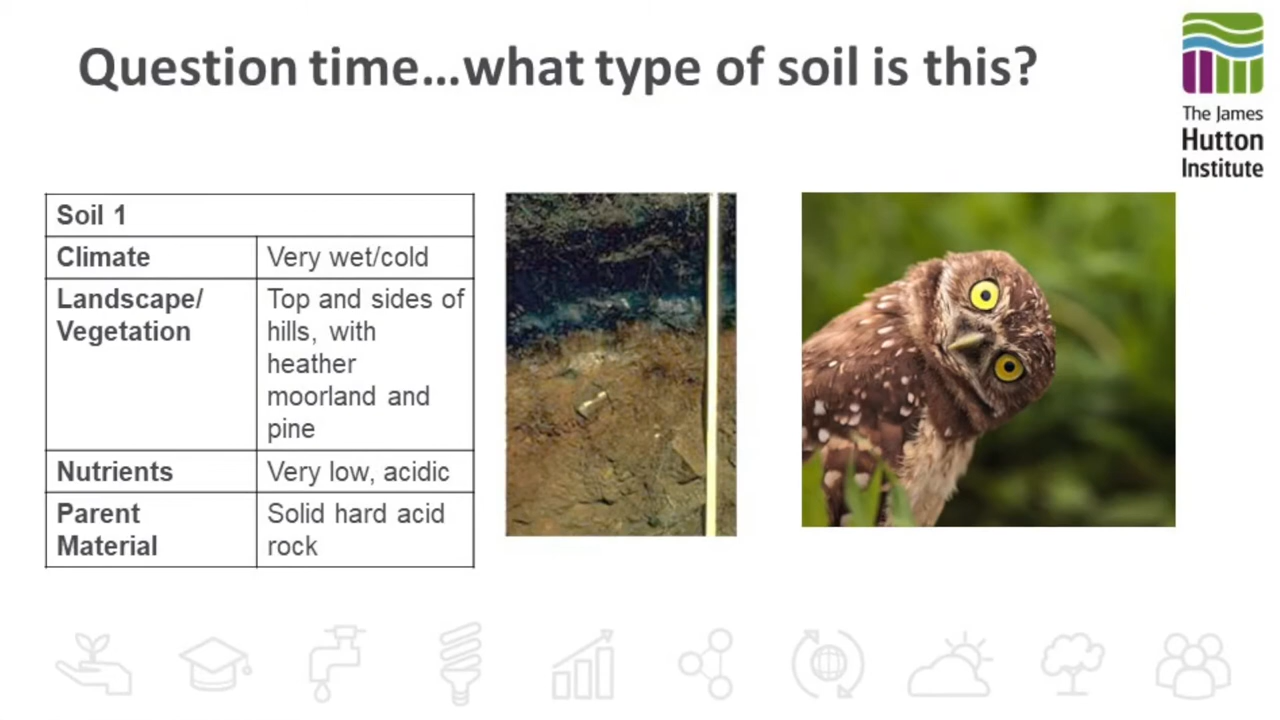 Question time...what type of soil is this?
The James
Hutton
Institute
Soil 1
Climate
Very wet/cold
Landscape/
Vegetation
Top and sides of
hills, with
heather
moorland and
pine
Nutrients
Very low, acidic
Parent
Material
Solid hard acid
rock